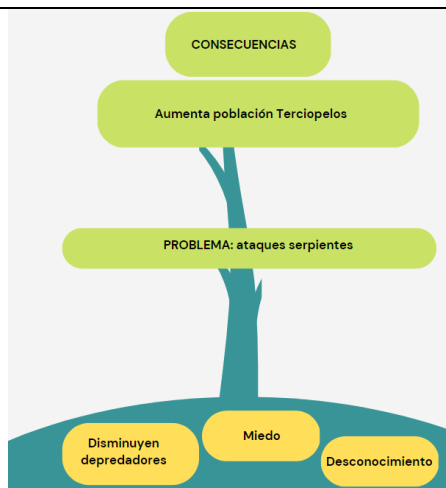 CONSECUENCIAS
Aumenta población Terciopelos
PROBLEMA: ataques serpientes
Disminuyen
depredadores
Miedo
Desconocimiento